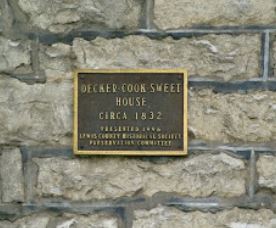 DECKER-COOK-SWEET
HOUSE
CIRCA 1832
PRESENTED 1996
LEWIS COUNTY HISTORICAL SOCIETY
PRESERVATION COMMITTEE